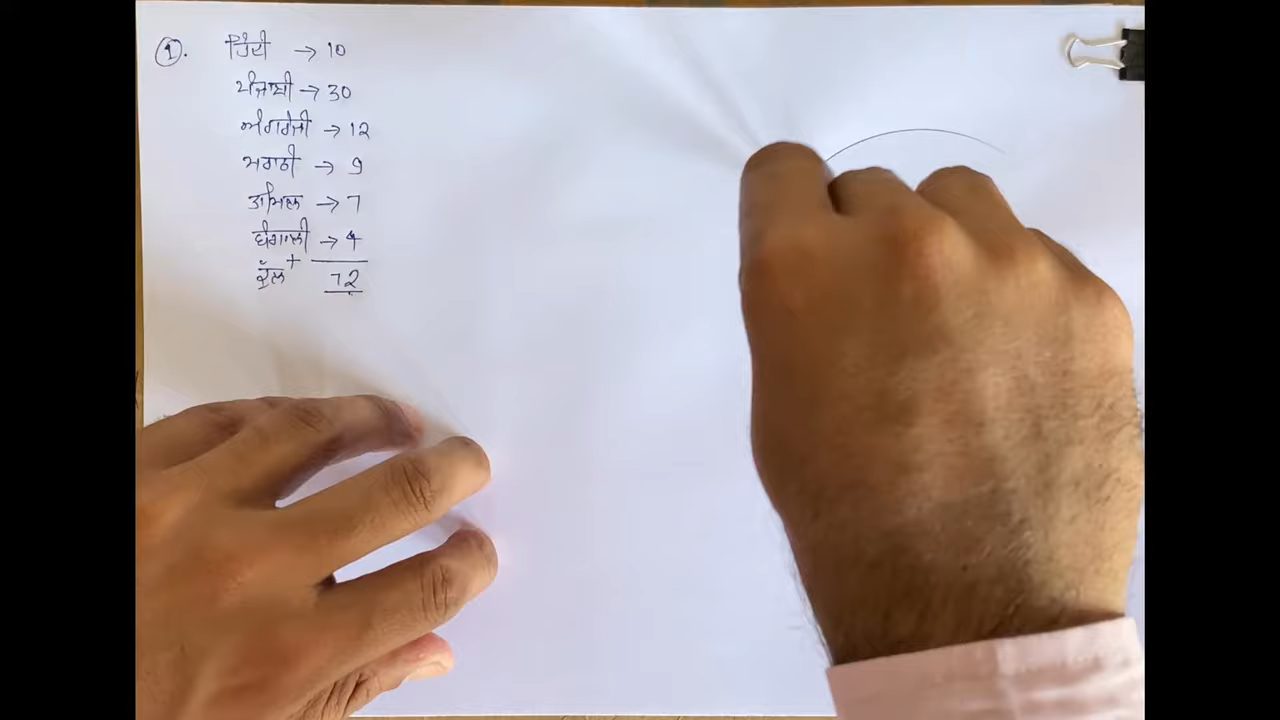 ①. ਹਿੰਦੀ → 10
ਪੰਜਾਬੀ → 30
ਅੰਗਰੇਜੀ → 12
ਮਰਾਠੀ → 9
ਤਾਮਿਲ → 7
ਬੰਗਾਲੀ → 4
ਕੁੱਲ + 72